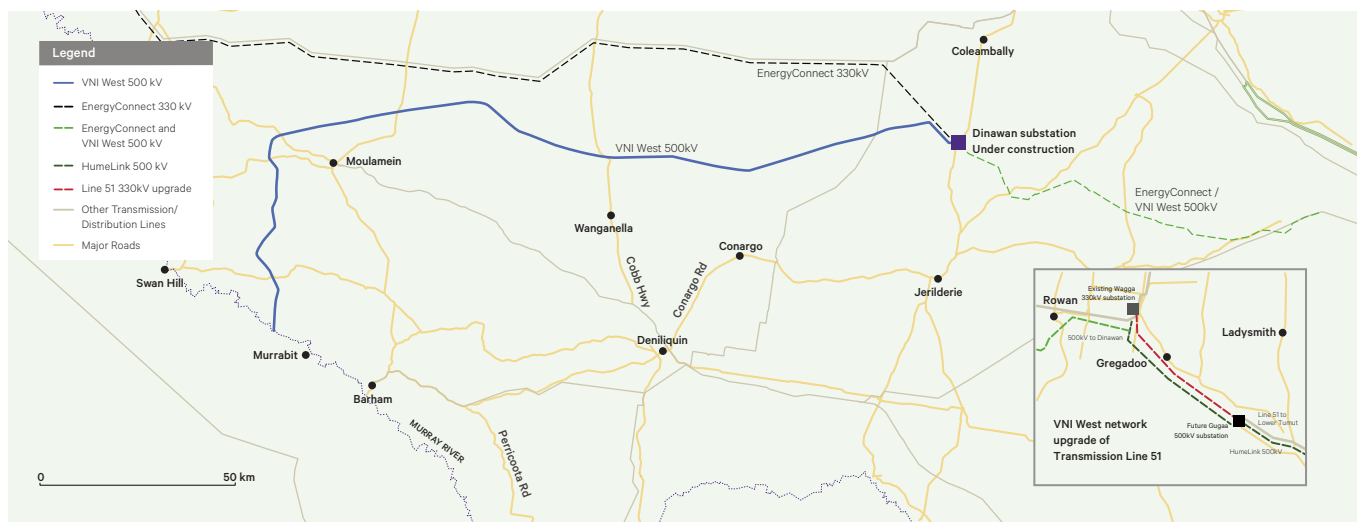 Legend
VNI West 500 kV
EnergyConnect 330 kV
EnergyConnect and
VNI West 500 kV
HumeLink 500 kV
Line 51 330kV upgrade
Other Transmission/
Distribution Lines
Major Roads
EnergyConnect 330kV
Coleambally
Dinawan substation
Under construction
VNI West 500kV
Moulamein
EnergyConnect /
VNI West 500kV
Wanganella
Conargo
Cobb Hwy
Conargo Rd
Swan Hill
Jerilderie
Murrabit
Deniliquin
Barham
MURRAY RIVER
Perricoota Rd
0
50 km
Existing Wagga
330kV substation
Rowan
Ladysmith
500kV to Dinawan
Gregadoo
Line 51 to
Lower Tumut
Future Gugaa
500kV substation
HumeLink 500kV
VNI West network
upgrade of
Transmission Line 51